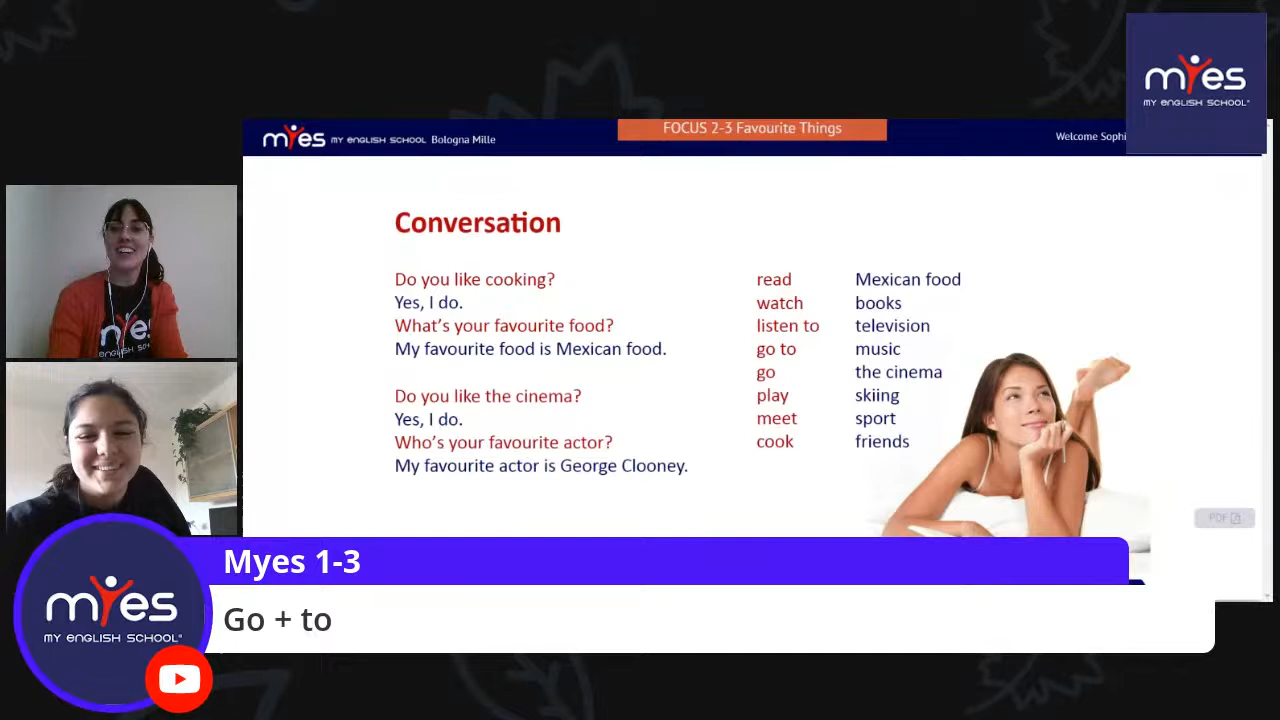 myes
MY ENGLISH SCHOOL®
myes MY ENGLISH SCHOOL Bologna Mille
FOCUS 2-3 Favourite Things
Welcome Sophi
Conversation
Do you like cooking?
Yes, I do.
What's your favourite food?
My favourite food is Mexican food.
Do you like the cinema?
Yes, I do.
Who's your favourite actor?
My favourite actor is George Clooney.
read
watch
listen to
go to
go
play
meet
cook
Mexican food
books
television
music
the cinema
skiing
sport
friends
PDF
myes
Myes 1-3
Go + to
myes
MY ENGLISH SCHOOL®